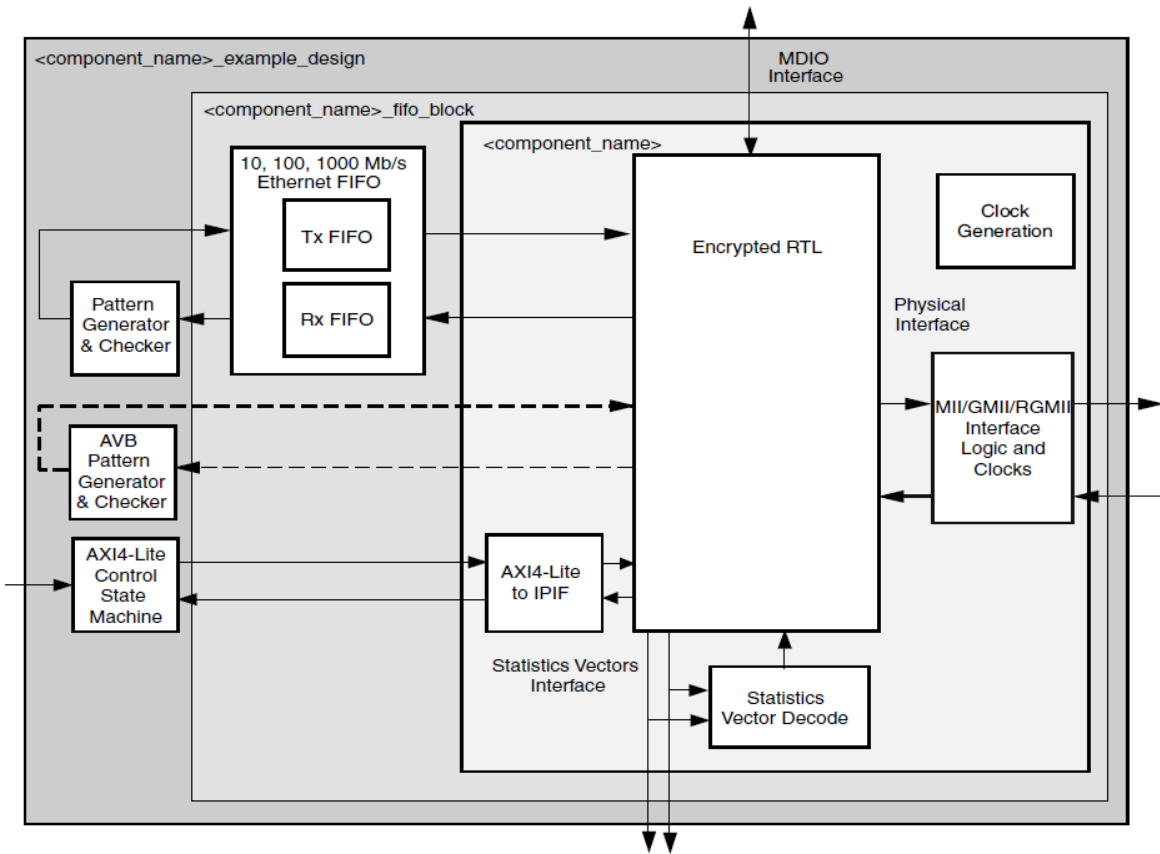 <component_name>_example_design
MDIO
Interface
<component_name>_fifo_block
<component_name>
10, 100, 1000 Mb/s
Ethernet FIFO
Tx FIFO
Rx FIFO
Encrypted RTL
Clock
Generation
Pattern
Generator
& Checker
Physical
Interface
MII/GMII/RGMII
Interface
Logic and
Clocks
AVB
Pattern
Generator
& Checker
AXI4-Lite
Control
State
Machine
AXI4-Lite
to IPIF
Statistics Vectors
Interface
Statistics
Vector Decode